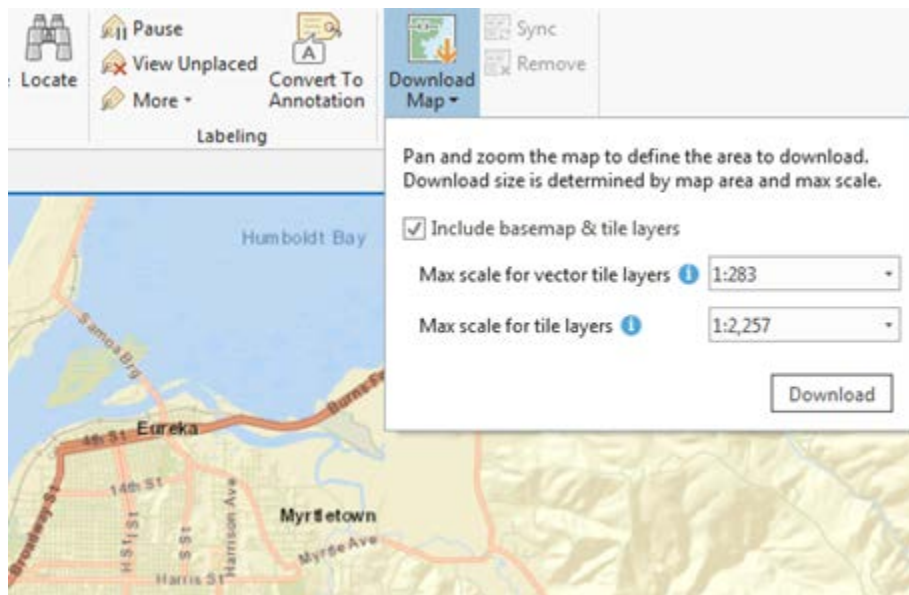 Locate
Pause
View Unplaced
More
Convert To
Annotation
Labeling
Download
Map
Sync
Remove
Pan and zoom the map to define the area to download.
Download size is determined by map area and max scale.
Include basemap & tile layers
Max scale for vector tile layers
1:283
Max scale for tile layers
1:2,257
Download
Humboldt Bay
Samoa Brg
4th St
Eureka
14th St
Broadway St
H St
I St
S St
Harrison Ave
Myrtletown
Myrtle Ave
Harris St